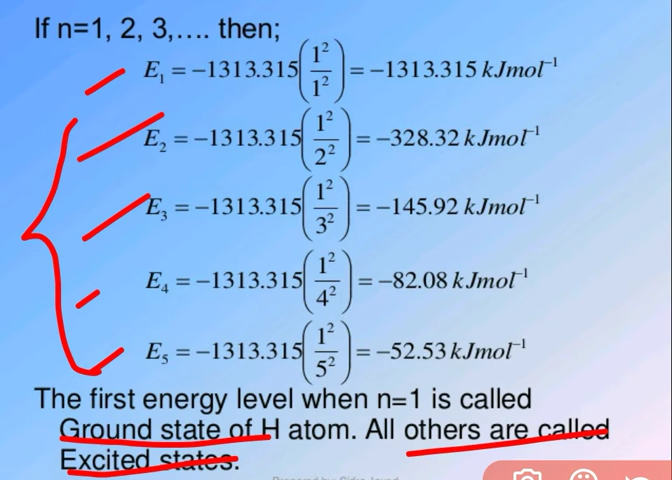 If n=1, 2, 3,.... then;
E₁ = −1313.315(1²/1²) = −1313.315 kJmol⁻¹
E₂ = −1313.315(1²/2²) = −328.32 kJmol⁻¹
E₃ = −1313.315(1²/3²) = −145.92 kJmol⁻¹
E₄ = −1313.315(1²/4²) = −82.08 kJmol⁻¹
E₅ = −1313.315(1²/5²) = −52.53 kJmol⁻¹
The first energy level when n=1 is called
Ground state of H atom. All others are called
Excited states.